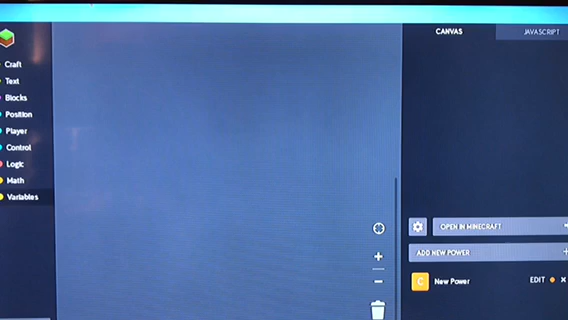 CANVAS
JAVASCRIPT
Craft
Text
Blocks
Position
Player
Control
Logic
Math
Variables
OPEN IN MINECRAFT
ADD NEW POWER
C New Power EDIT